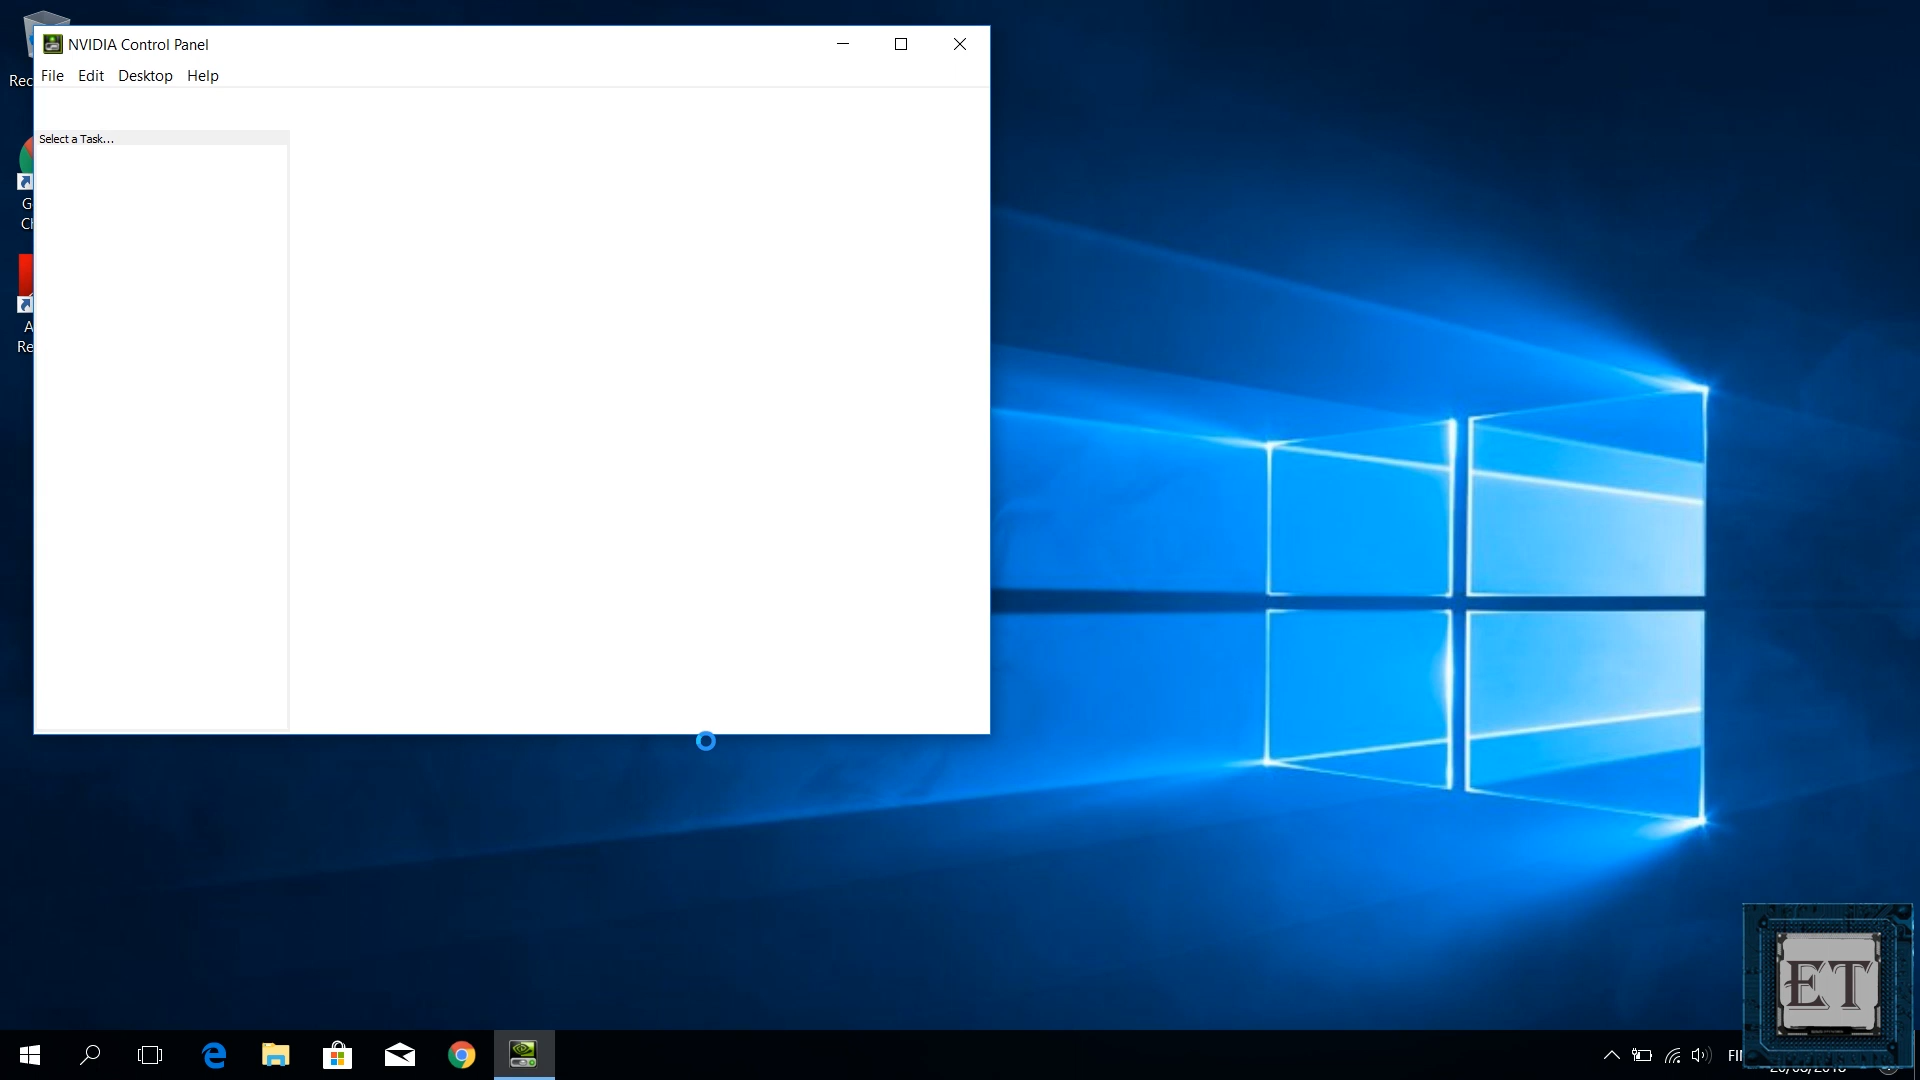 NVIDIA Control Panel
File Edit Desktop Help
Select a Task...
ET